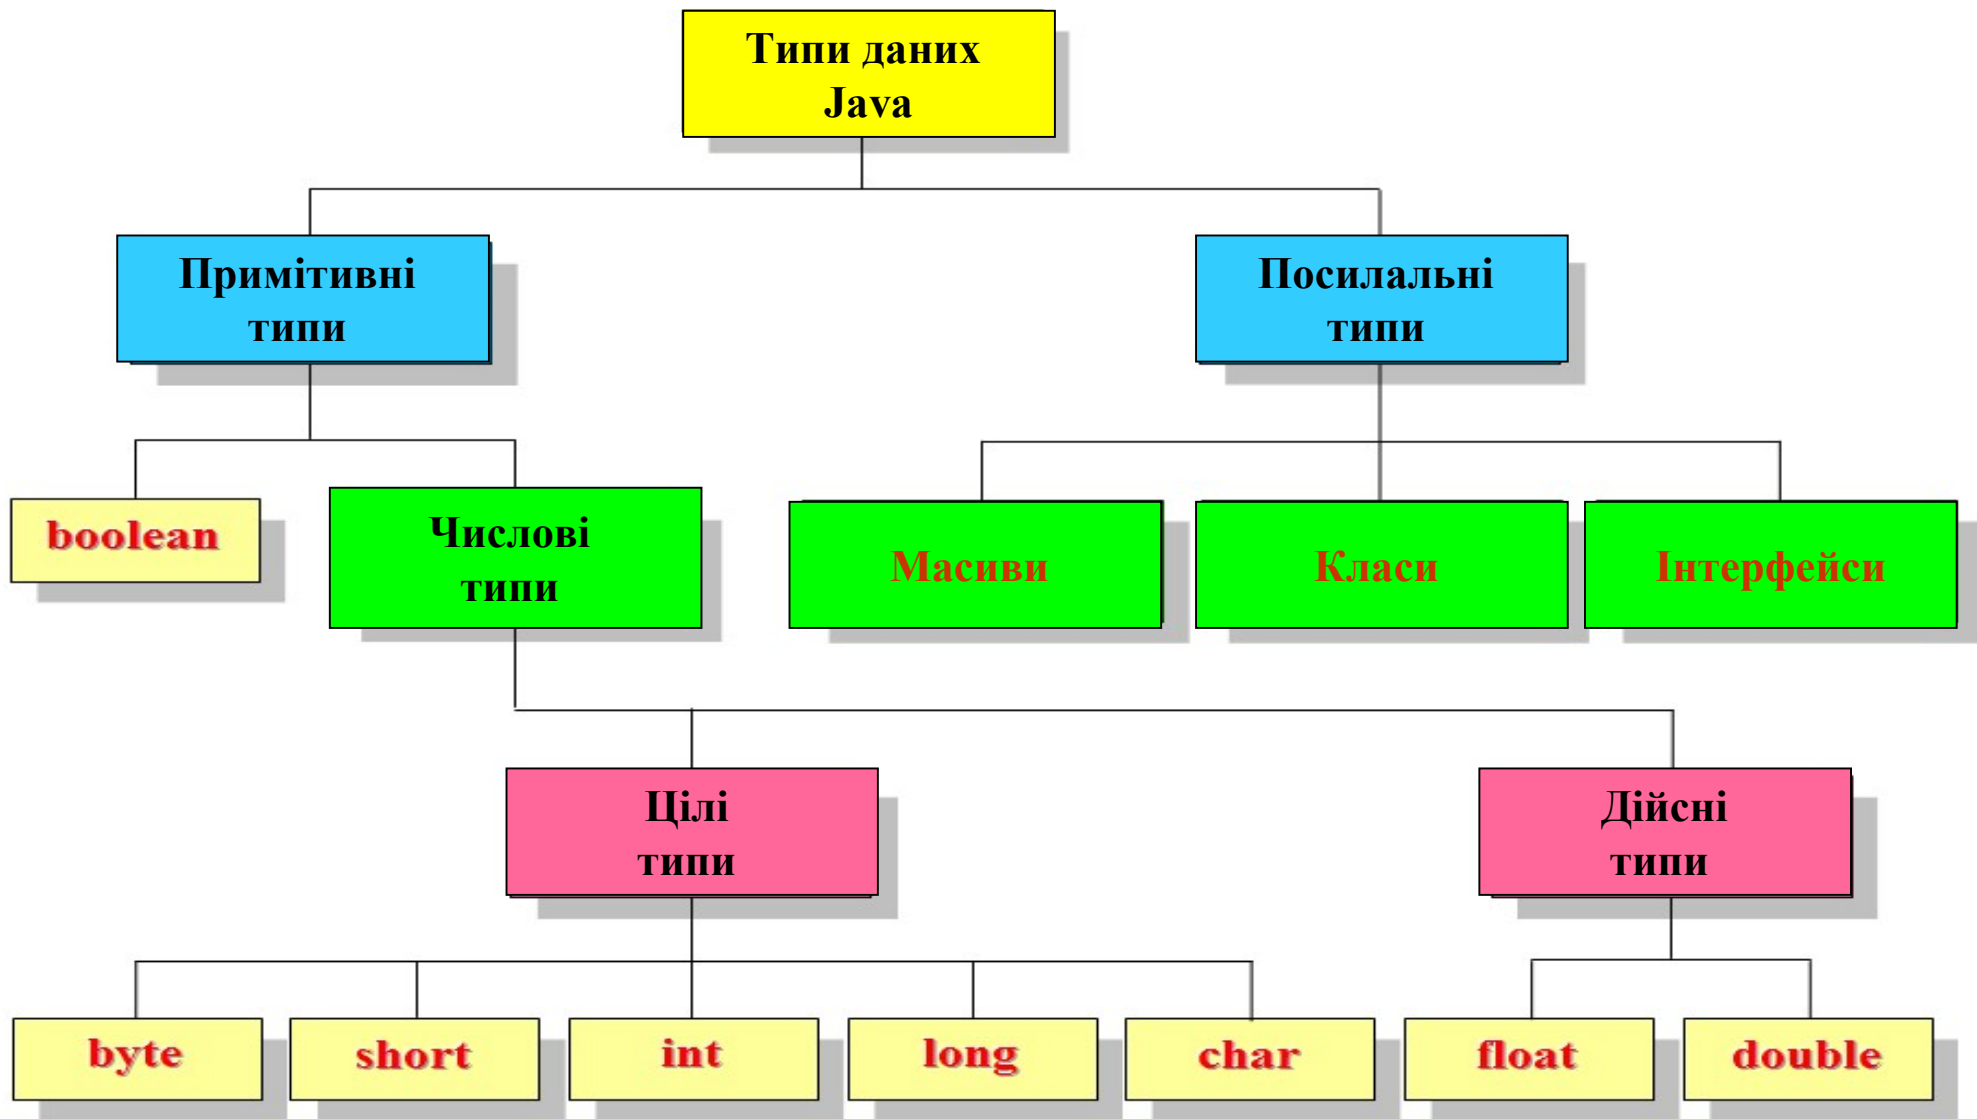 Типи даних
Java
Примітивні
типи
Посилальні
типи
boolean
Числові
типи
Масиви
Класи
Інтерфейси
Цілі
типи
Дійсні
типи
byte
short
int
long
char
float
double